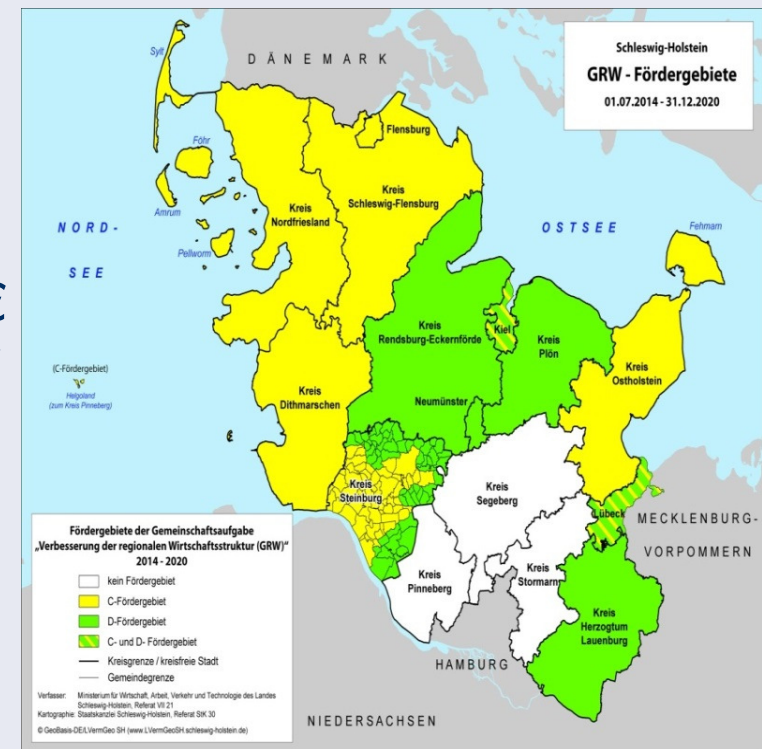 Schleswig-Holstein
GRW - Fördergebiete
01.07.2014 - 31.12.2020
DÄNEMARK
Sylt
Flensburg
Föhr
Kreis
Schleswig-Flensburg
Kreis
Nordfriesland
Amrum
NORD-
SEE
Pellworm
OSTSEE
Fehmarn
€
Kreis
Rendsburg-Eckernförde
Kiel
Kreis
Plön
(C-Fördergebiet)
Helgoland
(zum Kreis Pinneberg)
Kreis
Ostholstein
Kreis
Dithmarschen
Neumünster
Kreis
Steinburg
Kreis
Segeberg
Lübeck
MECKLENBURG-
VORPOMMERN
Kreis
Pinneberg
Kreis
Stormarn
Kreis
Herzogtum
Lauenburg
HAMBURG
NIEDERSACHSEN
Fördergebiete der Gemeinschaftsaufgabe
„Verbesserung der regionalen Wirtschaftsstruktur (GRW)"
2014 - 2020
kein Fördergebiet
C-Fördergebiet
D-Fördergebiet
C- und D- Fördergebiet
Kreisgrenze / kreisfreie Stadt
Gemeindegrenze
Verfasser: Ministerium für Wirtschaft, Arbeit, Verkehr und Technologie des Landes
Schleswig-Holstein, Referat VII 21
Kartographie: Staatskanzlei Schleswig-Holstein, Referat StK 30
© GeoBasis-DE/LVermGeo SH (www.LVermGeoSH.schleswig-holstein.de)